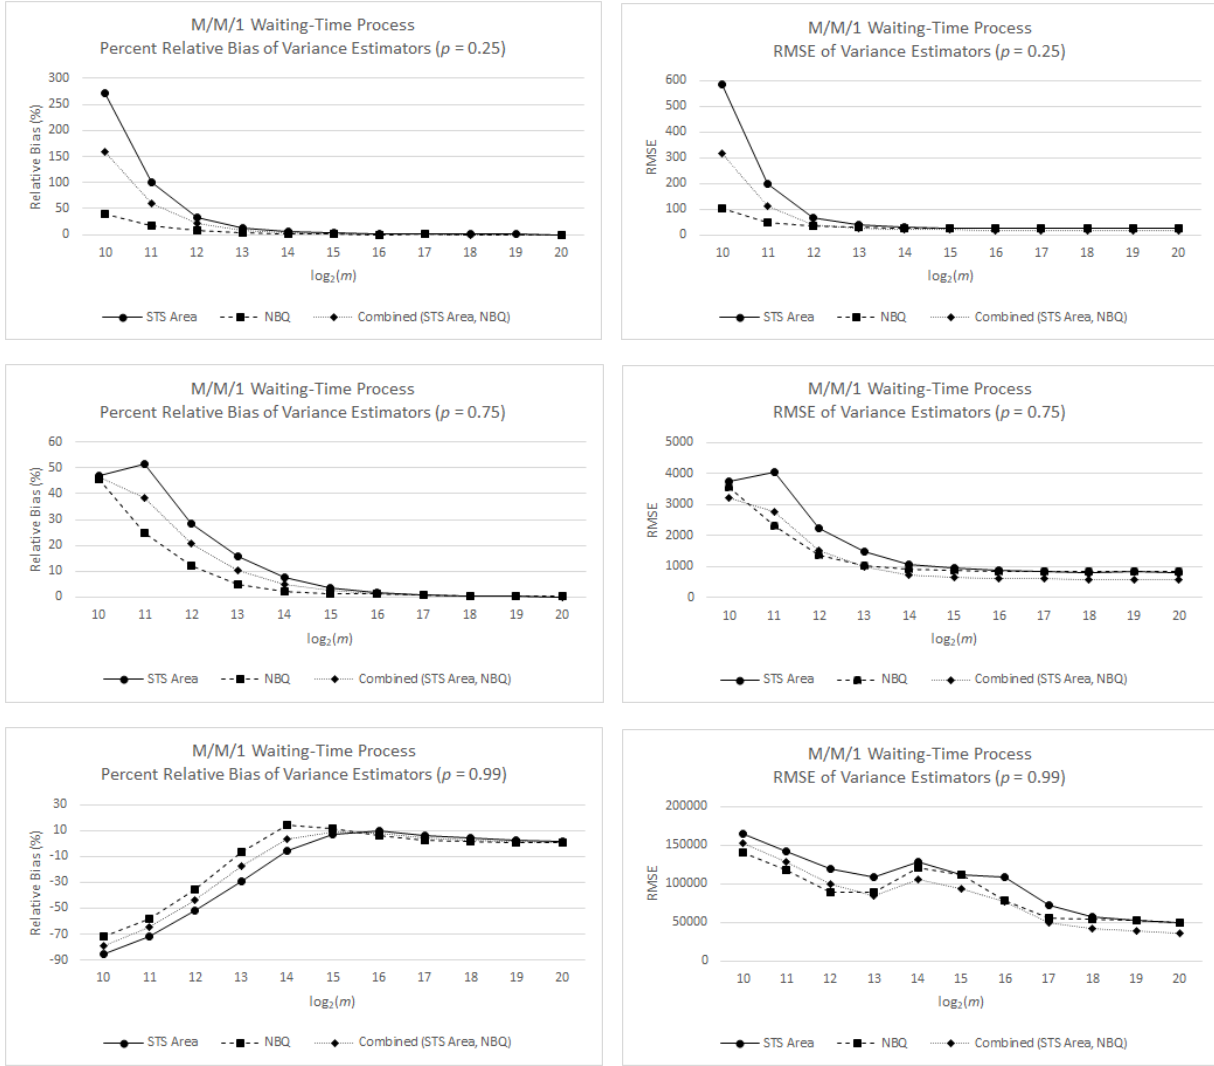 M/M/1 Waiting-Time Process
Percent Relative Bias of Variance Estimators (p = 0.25)
Relative Bias (%)
300
250
200
150
100
50
0
10 11 12 13 14 15 16 17 18 19 20
log₂(m)
STS Area NBQ Combined (STS Area, NBQ)
M/M/1 Waiting-Time Process
RMSE of Variance Estimators (p = 0.25)
RMSE
600
500
400
300
200
100
0
10 11 12 13 14 15 16 17 18 19 20
log₂(m)
STS Area NBQ Combined (STS Area, NBQ)
M/M/1 Waiting-Time Process
Percent Relative Bias of Variance Estimators (p = 0.75)
Relative Bias (%)
60
50
40
30
20
10
0
10 11 12 13 14 15 16 17 18 19 20
log₂(m)
STS Area NBQ Combined (STS Area, NBQ)
M/M/1 Waiting-Time Process
RMSE of Variance Estimators (p = 0.75)
RMSE
5000
4000
3000
2000
1000
0
10 11 12 13 14 15 16 17 18 19 20
log₂(m)
STS Area NBQ Combined (STS Area, NBQ)
M/M/1 Waiting-Time Process
Percent Relative Bias of Variance Estimators (p = 0.99)
Relative Bias (%)
30
10
-10
-30
-50
-70
-90
10 11 12 13 14 15 16 17 18 19 20
log₂(m)
STS Area NBQ Combined (STS Area, NBQ)
M/M/1 Waiting-Time Process
RMSE of Variance Estimators (p = 0.99)
RMSE
200000
150000
100000
50000
0
10 11 12 13 14 15 16 17 18 19 20
log₂(m)
STS Area NBQ Combined (STS Area, NBQ)